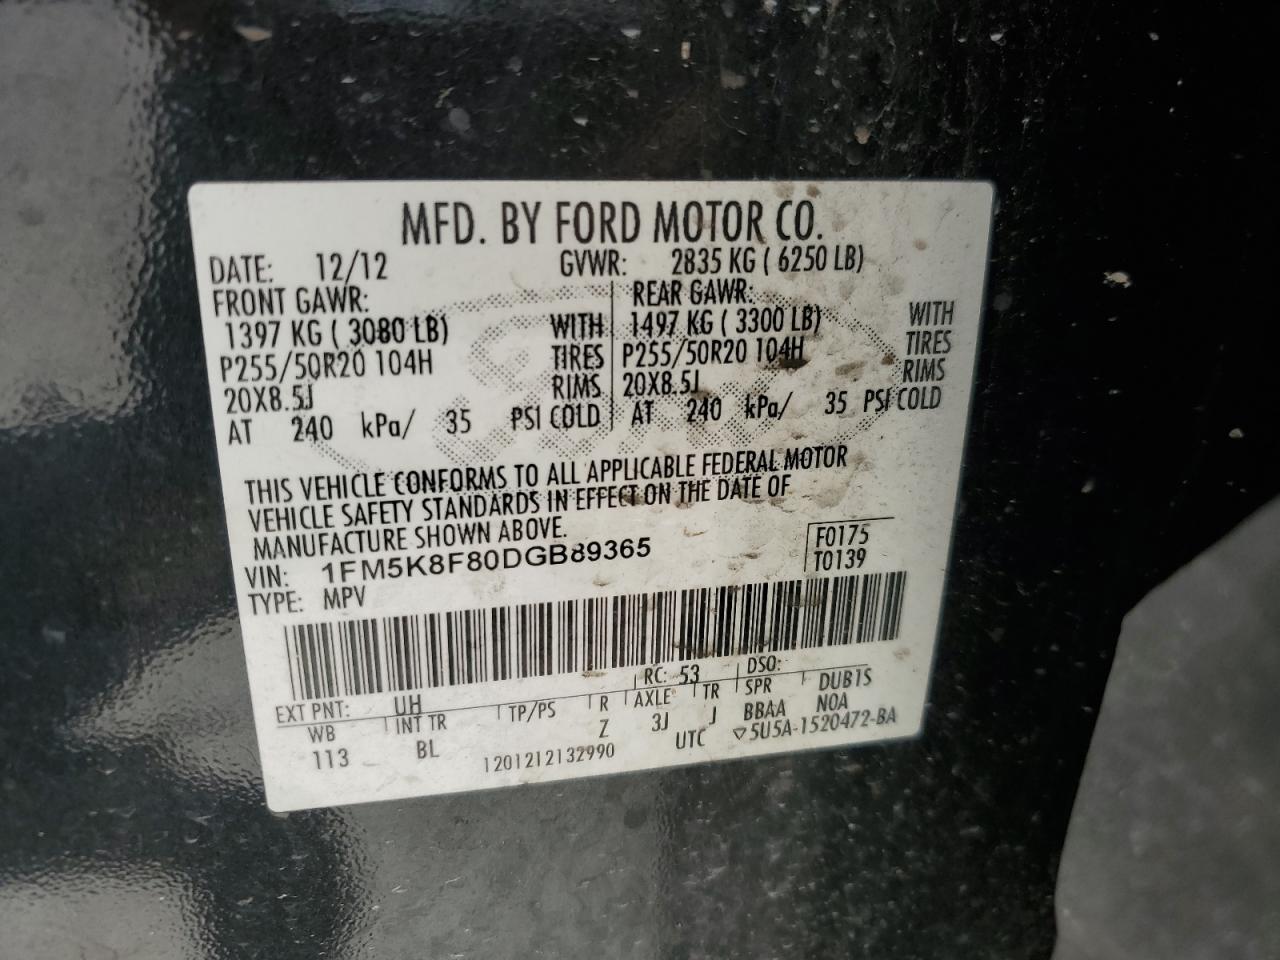 MFD. BY FORD MOTOR CO.
DATE: 12/12 GVWR: 2835 KG ( 6250 LB)
FRONT GAWR: REAR GAWR:
1397 KG ( 3080 LB) WITH 1497 KG ( 3300 LB) WITH
P255/50R20 104H TIRES P255/50R20 104H TIRES
20X8.5J RIMS 20X8.5J RIMS
AT 240 kPa/ 35 PSI COLD AT 240 kPa/ 35 PSI COLD
THIS VEHICLE CONFORMS TO ALL APPLICABLE FEDERAL MOTOR
VEHICLE SAFETY STANDARDS IN EFFECT ON THE DATE OF
MANUFACTURE SHOWN ABOVE.
VIN: 1FM5K8F80DGB89365 F0175
TYPE: MPV T0139
EXT PNT: UH RC: 53 DSO:
WB INT TR TP/PS R AXLE TR SPR DUB1S
113 BL Z 3J J BBAA NOA
1201212132990 UTC ▽5U5A-1520472-BA